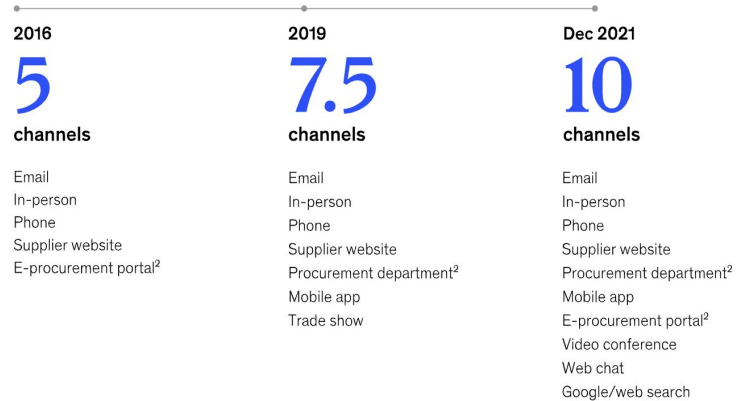 2016
5
channels
Email
In-person
Phone
Supplier website
E-procurement portal²
2019
7.5
channels
Email
In-person
Phone
Supplier website
Procurement department²
Mobile app
Trade show
Dec 2021
10
channels
Email
In-person
Phone
Supplier website
Procurement department²
Mobile app
E-procurement portal²
Video conference
Web chat
Google/web search